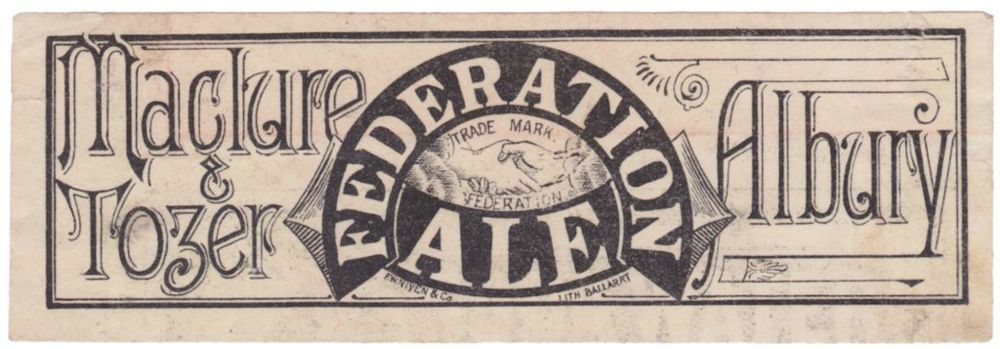 Maclure
&
Tozer
FEDERATION
TRADE MARK
FEDERATION
ALE
F.W. NIVEN & Co
LITH BALLARAT
Albury